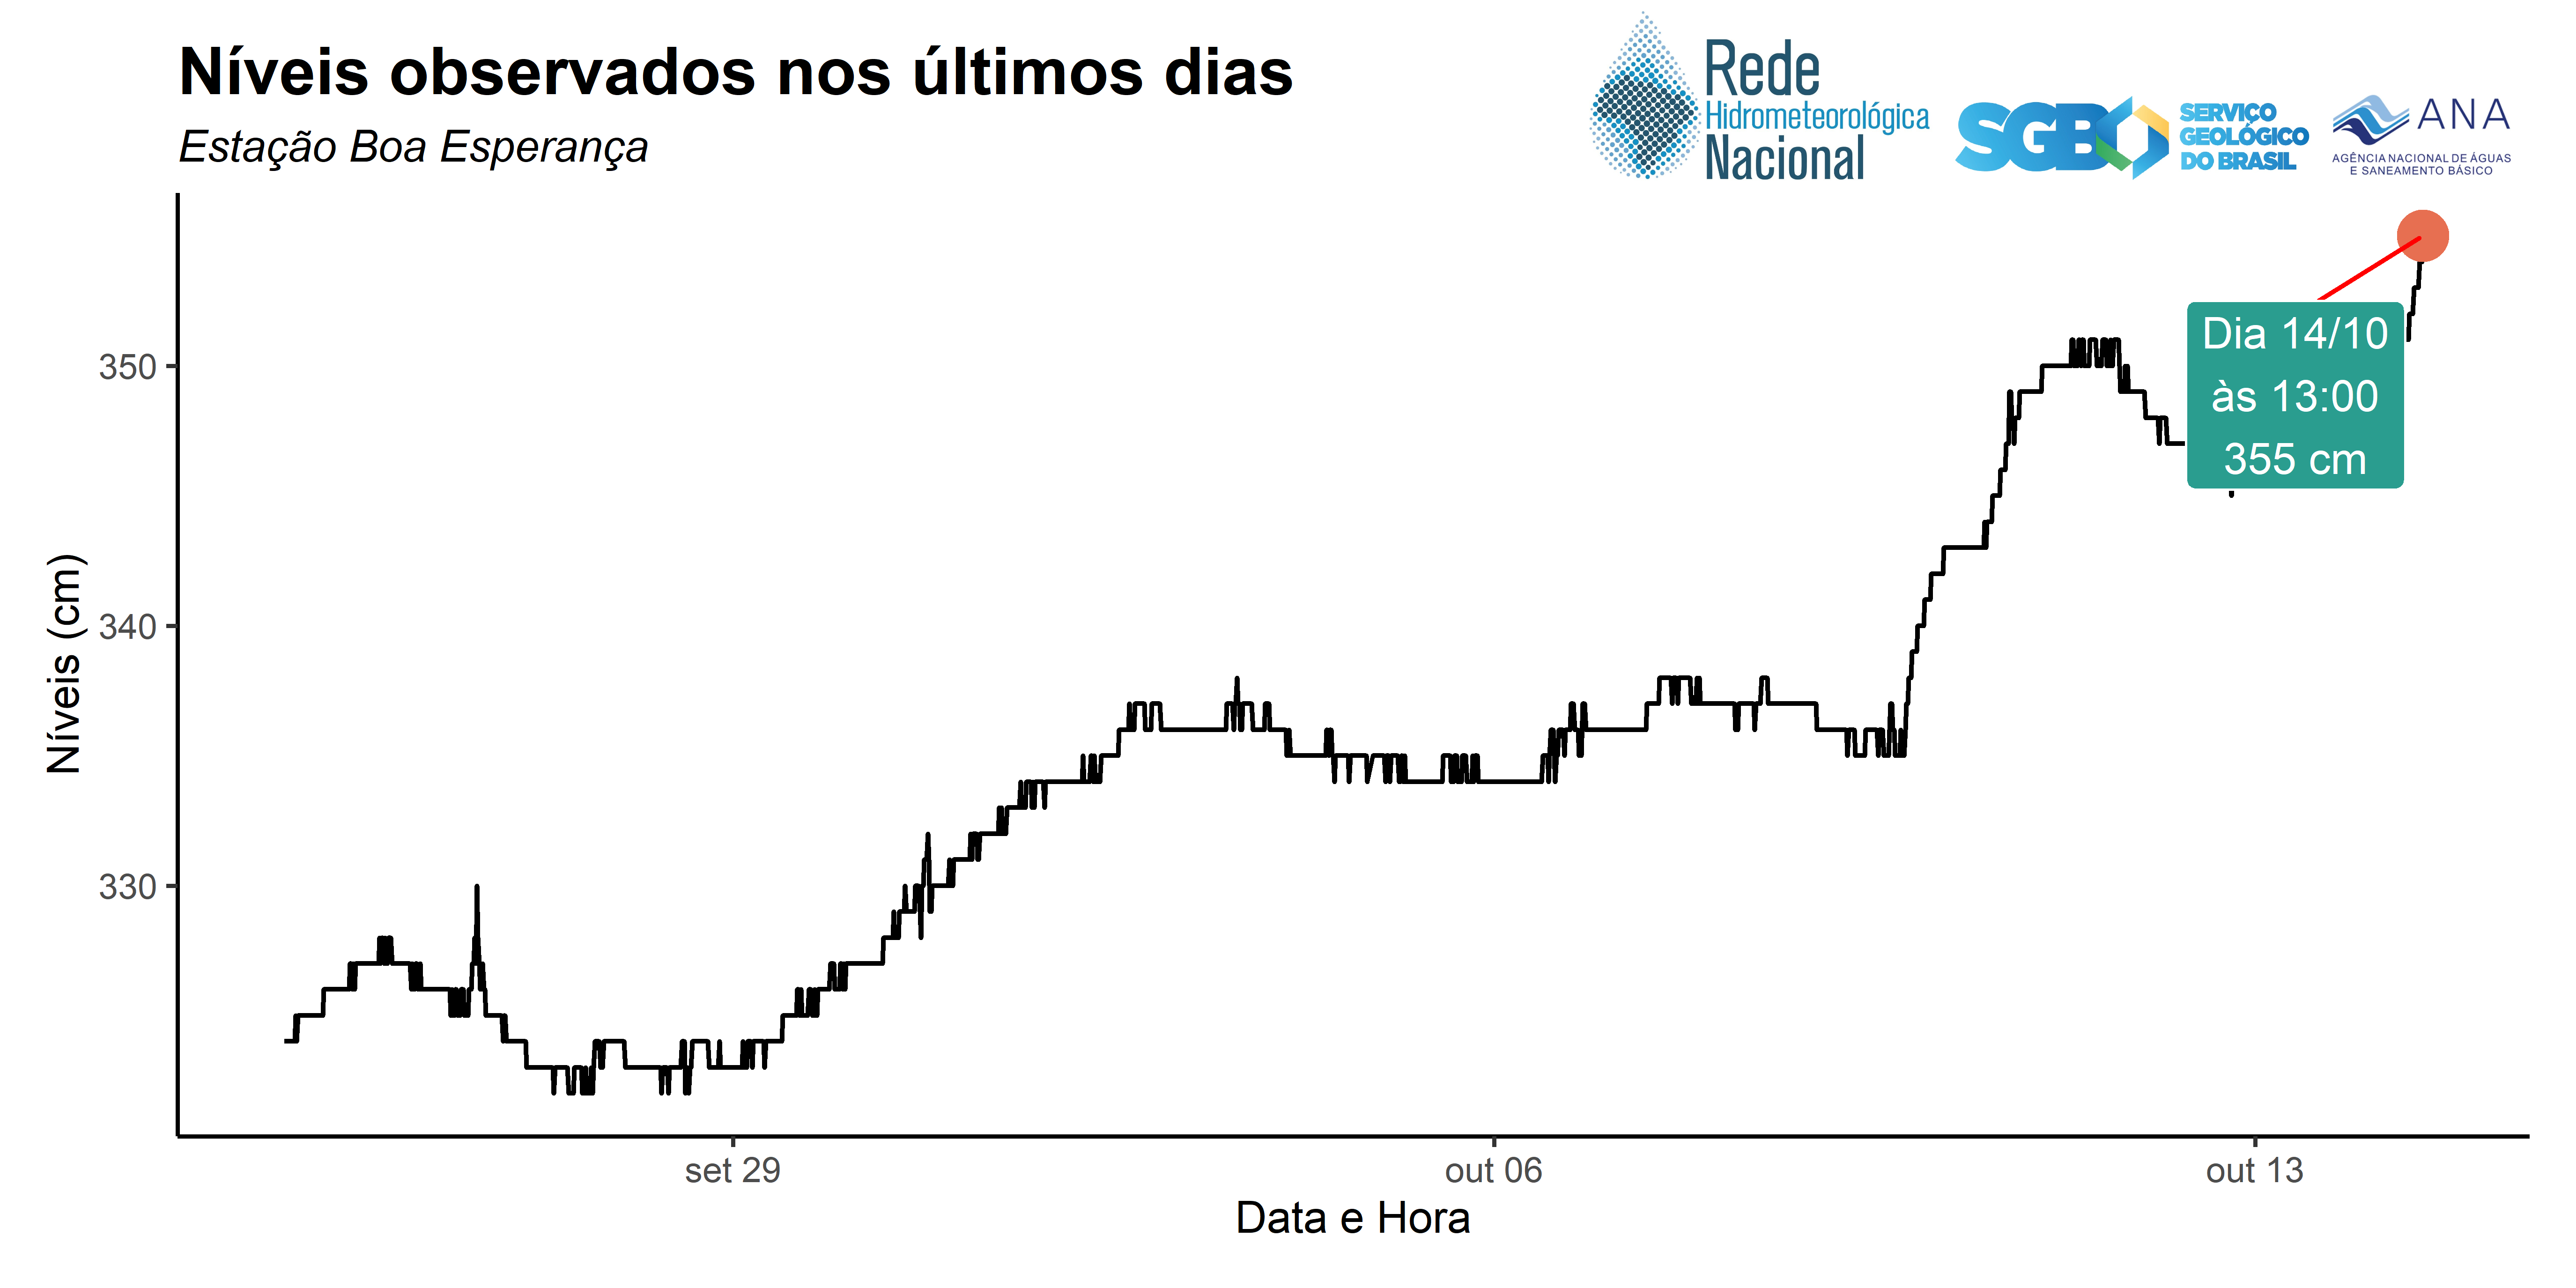 Níveis observados nos últimos dias
Estação Boa Esperança
Rede
Hidrometeorológica
Nacional
SGB
SERVIÇO
GEOLÓGICO
DO BRASIL
ANA
AGÊNCIA NACIONAL DE ÁGUAS
E SANEAMENTO BÁSICO
Dia 14/10
às 13:00
355 cm
Níveis (cm)
350
340
330
set 29
out 06
out 13
Data e Hora